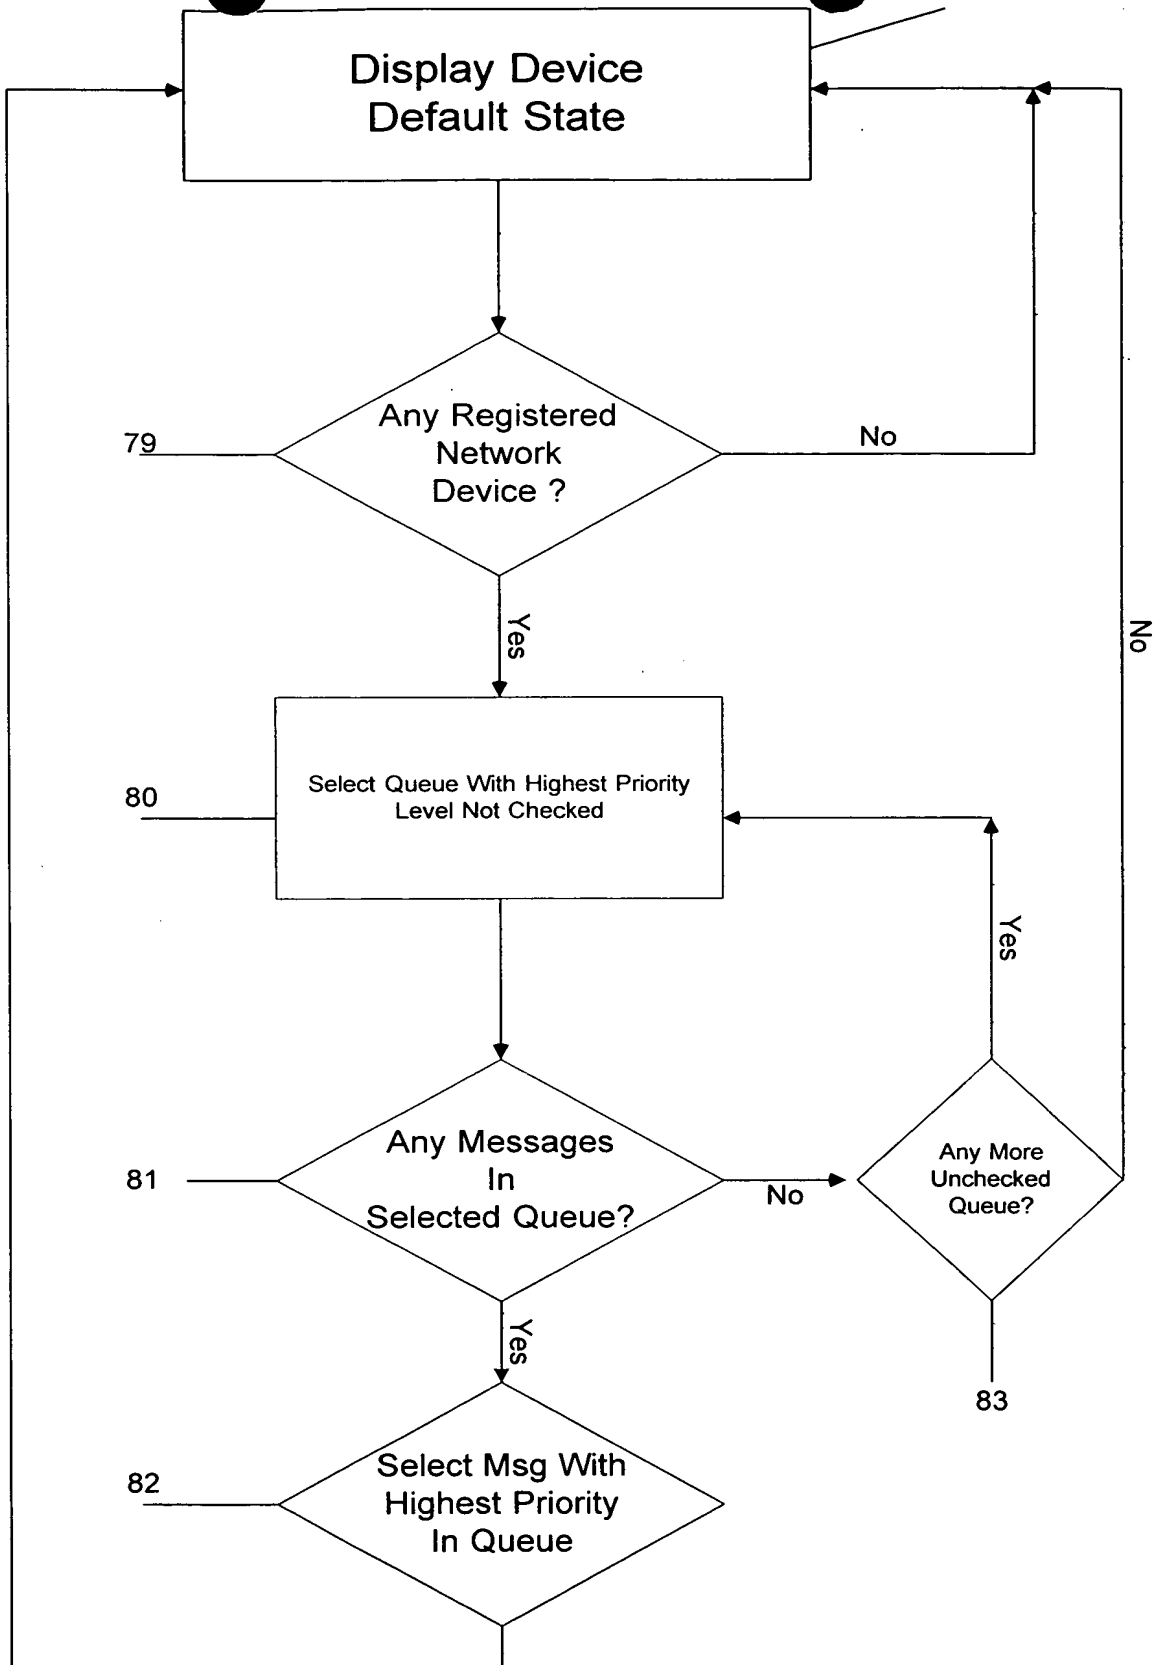 Display Device
Default State
Any Registered
Network
Device ?
79
No
Yes
No
Select Queue With Highest Priority
Level Not Checked
80
Yes
Any Messages
In
Selected Queue?
81
No
Any More
Unchecked
Queue?
Yes
83
Select Msg With
Highest Priority
In Queue
82